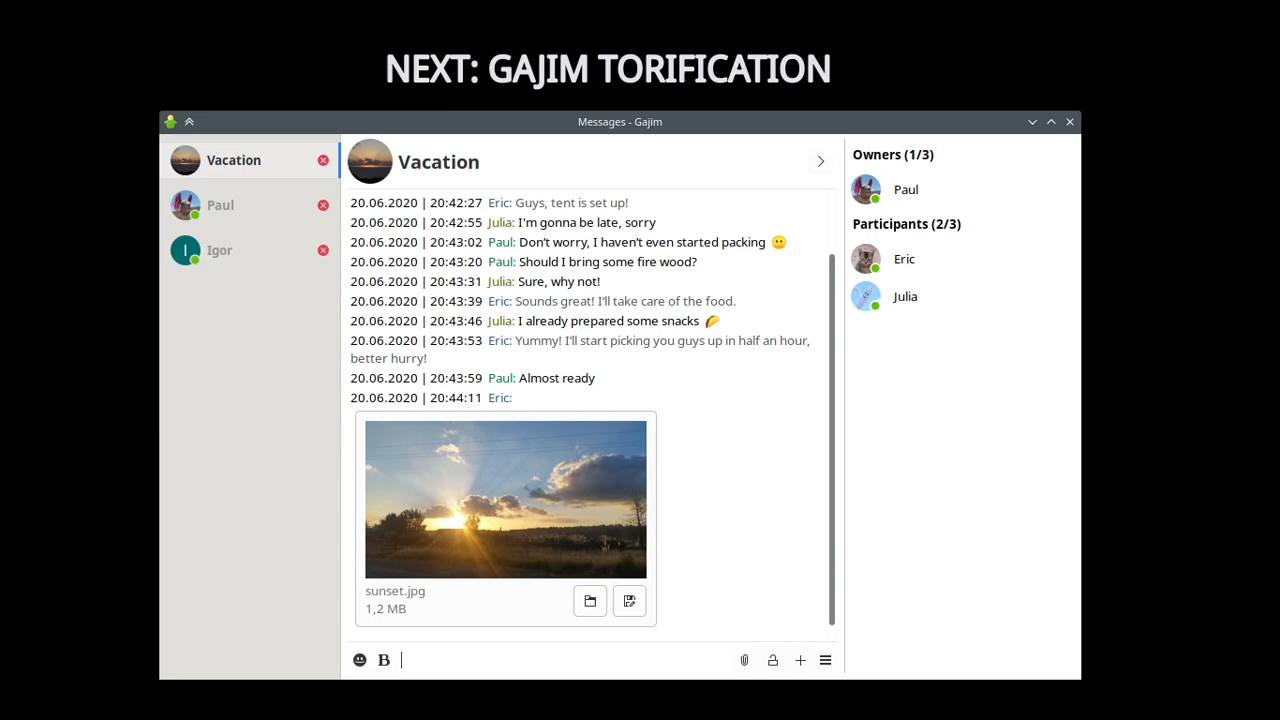 NEXT: GAJIM TORIFICATION
Messages - Gajim
Vacation
Paul
I
Igor
Vacation
20.06.2020 | 20:42:27 Eric: Guys, tent is set up!
20.06.2020 | 20:42:55 Julia: I'm gonna be late, sorry
20.06.2020 | 20:43:02 Paul: Don't worry, I haven't even started packing 🙂
20.06.2020 | 20:43:20 Paul: Should I bring some fire wood?
20.06.2020 | 20:43:31 Julia: Sure, why not!
20.06.2020 | 20:43:39 Eric: Sounds great! I'll take care of the food.
20.06.2020 | 20:43:46 Julia: I already prepared some snacks 🌮
20.06.2020 | 20:43:53 Eric: Yummy! I'll start picking you guys up in half an hour,
better hurry!
20.06.2020 | 20:43:59 Paul: Almost ready
20.06.2020 | 20:44:11 Eric:
sunset.jpg
1,2 MB
B
Owners (1/3)
Paul
Participants (2/3)
Eric
Julia